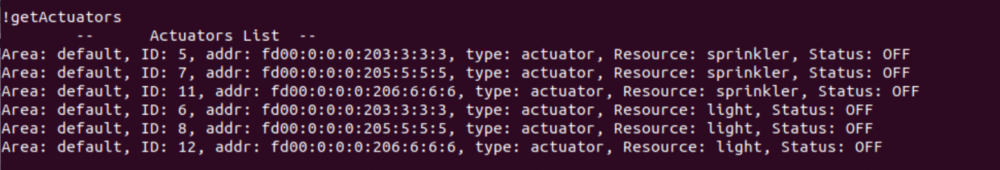 !getActuators
-- Actuators List --
Area: default, ID: 5, addr: fd00:0:0:0:203:3:3:3, type: actuator, Resource: sprinkler, Status: OFF
Area: default, ID: 7, addr: fd00:0:0:0:205:5:5:5, type: actuator, Resource: sprinkler, Status: OFF
Area: default, ID: 11, addr: fd00:0:0:0:206:6:6:6, type: actuator, Resource: sprinkler, Status: OFF
Area: default, ID: 6, addr: fd00:0:0:0:203:3:3:3, type: actuator, Resource: light, Status: OFF
Area: default, ID: 8, addr: fd00:0:0:0:205:5:5:5, type: actuator, Resource: light, Status: OFF
Area: default, ID: 12, addr: fd00:0:0:0:206:6:6:6, type: actuator, Resource: light, Status: OFF